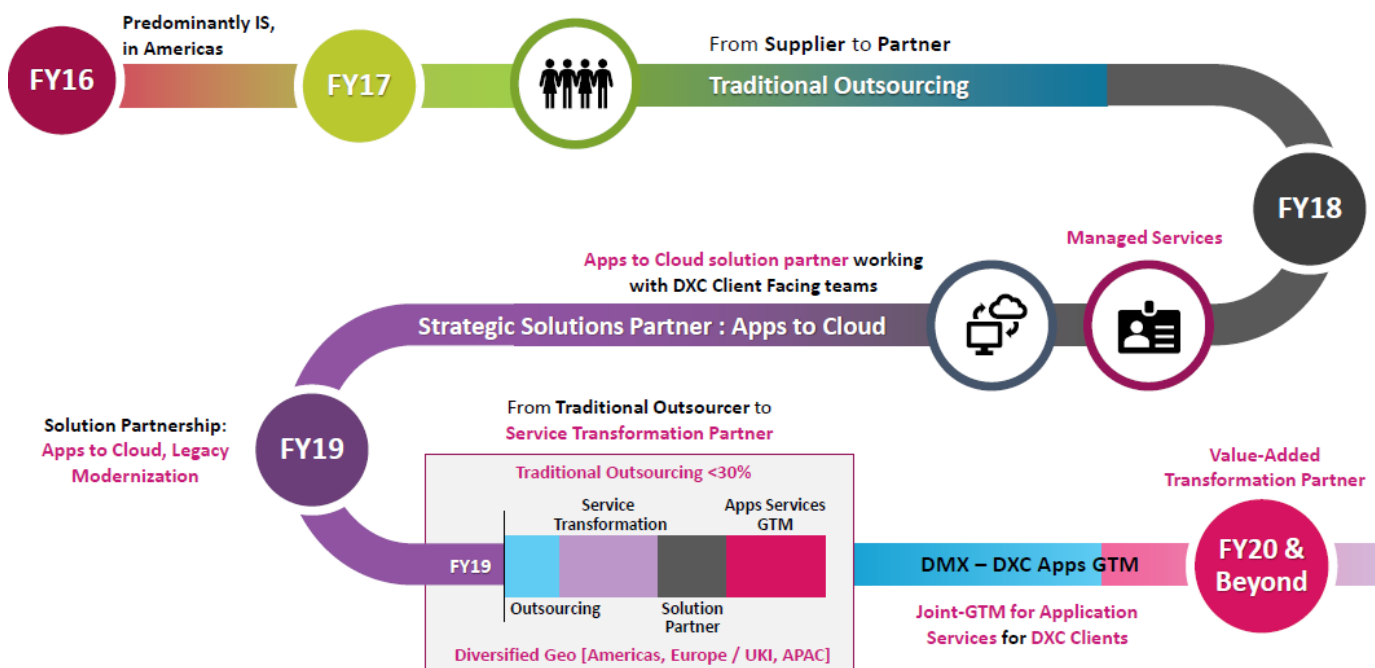 Predominantly IS,
in Americas
FY16
FY17
From Supplier to Partner
Traditional Outsourcing
FY18
Managed Services
Apps to Cloud solution partner working
with DXC Client Facing teams
Strategic Solutions Partner : Apps to Cloud
Solution Partnership:
Apps to Cloud, Legacy
Modernization
FY19
From Traditional Outsourcer to
Service Transformation Partner
Traditional Outsourcing <30%
Service
Transformation
Apps Services
GTM
FY19
Outsourcing
Solution
Partner
Diversified Geo [Americas, Europe / UKI, APAC]
DMX – DXC Apps GTM
Joint-GTM for Application
Services for DXC Clients
Value-Added
Transformation Partner
FY20 &
Beyond